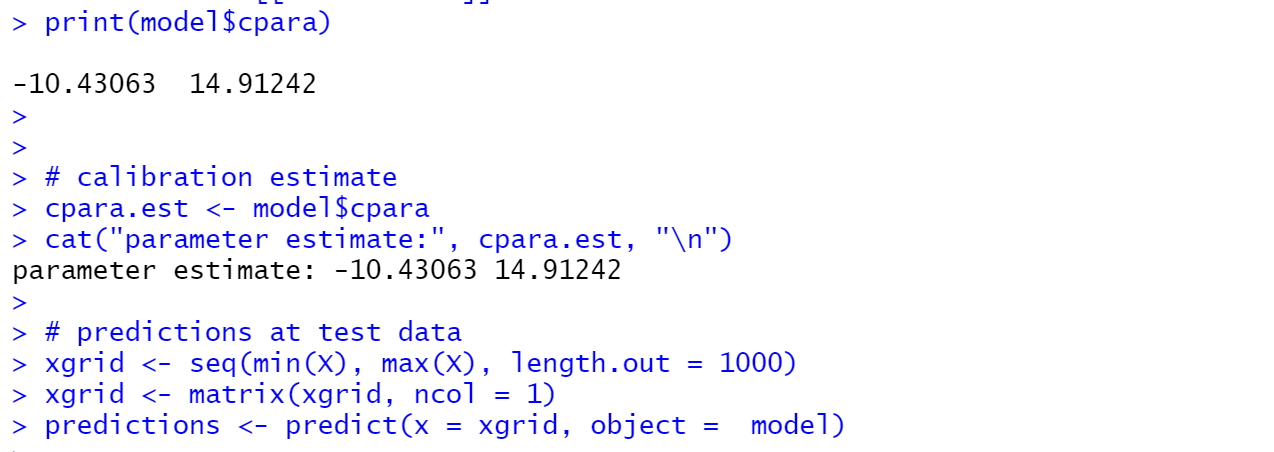 > print(model$cpara)
-10.43063  14.91242
>
>
> # calibration estimate
> cpara.est <- model$cpara
> cat("parameter estimate:", cpara.est, "\n")
parameter estimate: -10.43063 14.91242
>
> # predictions at test data
> xgrid <- seq(min(X), max(X), length.out = 1000)
> xgrid <- matrix(xgrid, ncol = 1)
> predictions <- predict(x = xgrid, object =  model)